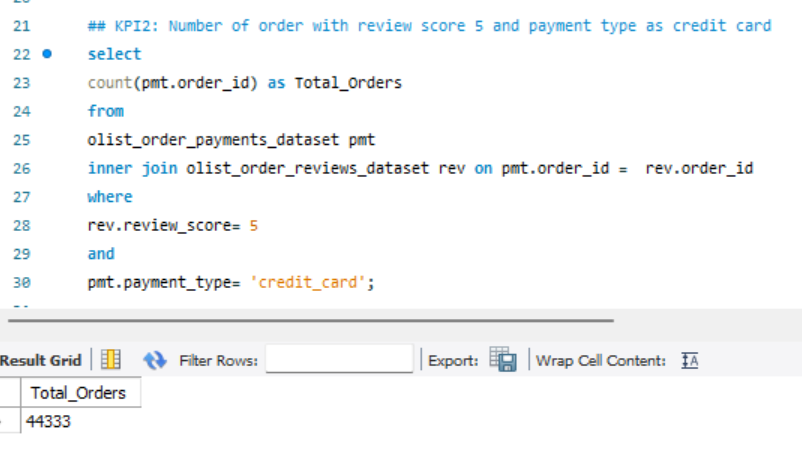 21 ## KPI2: Number of order with review score 5 and payment type as credit card
22 select
23 count(pmt.order_id) as Total_Orders
24 from
25 olist_order_payments_dataset pmt
26 inner join olist_order_reviews_dataset rev on pmt.order_id =  rev.order_id
27 where
28 rev.review_score= 5
29 and
30 pmt.payment_type= 'credit_card';
Result Grid Filter Rows: Export: Wrap Cell Content: IA
Total_Orders
44333